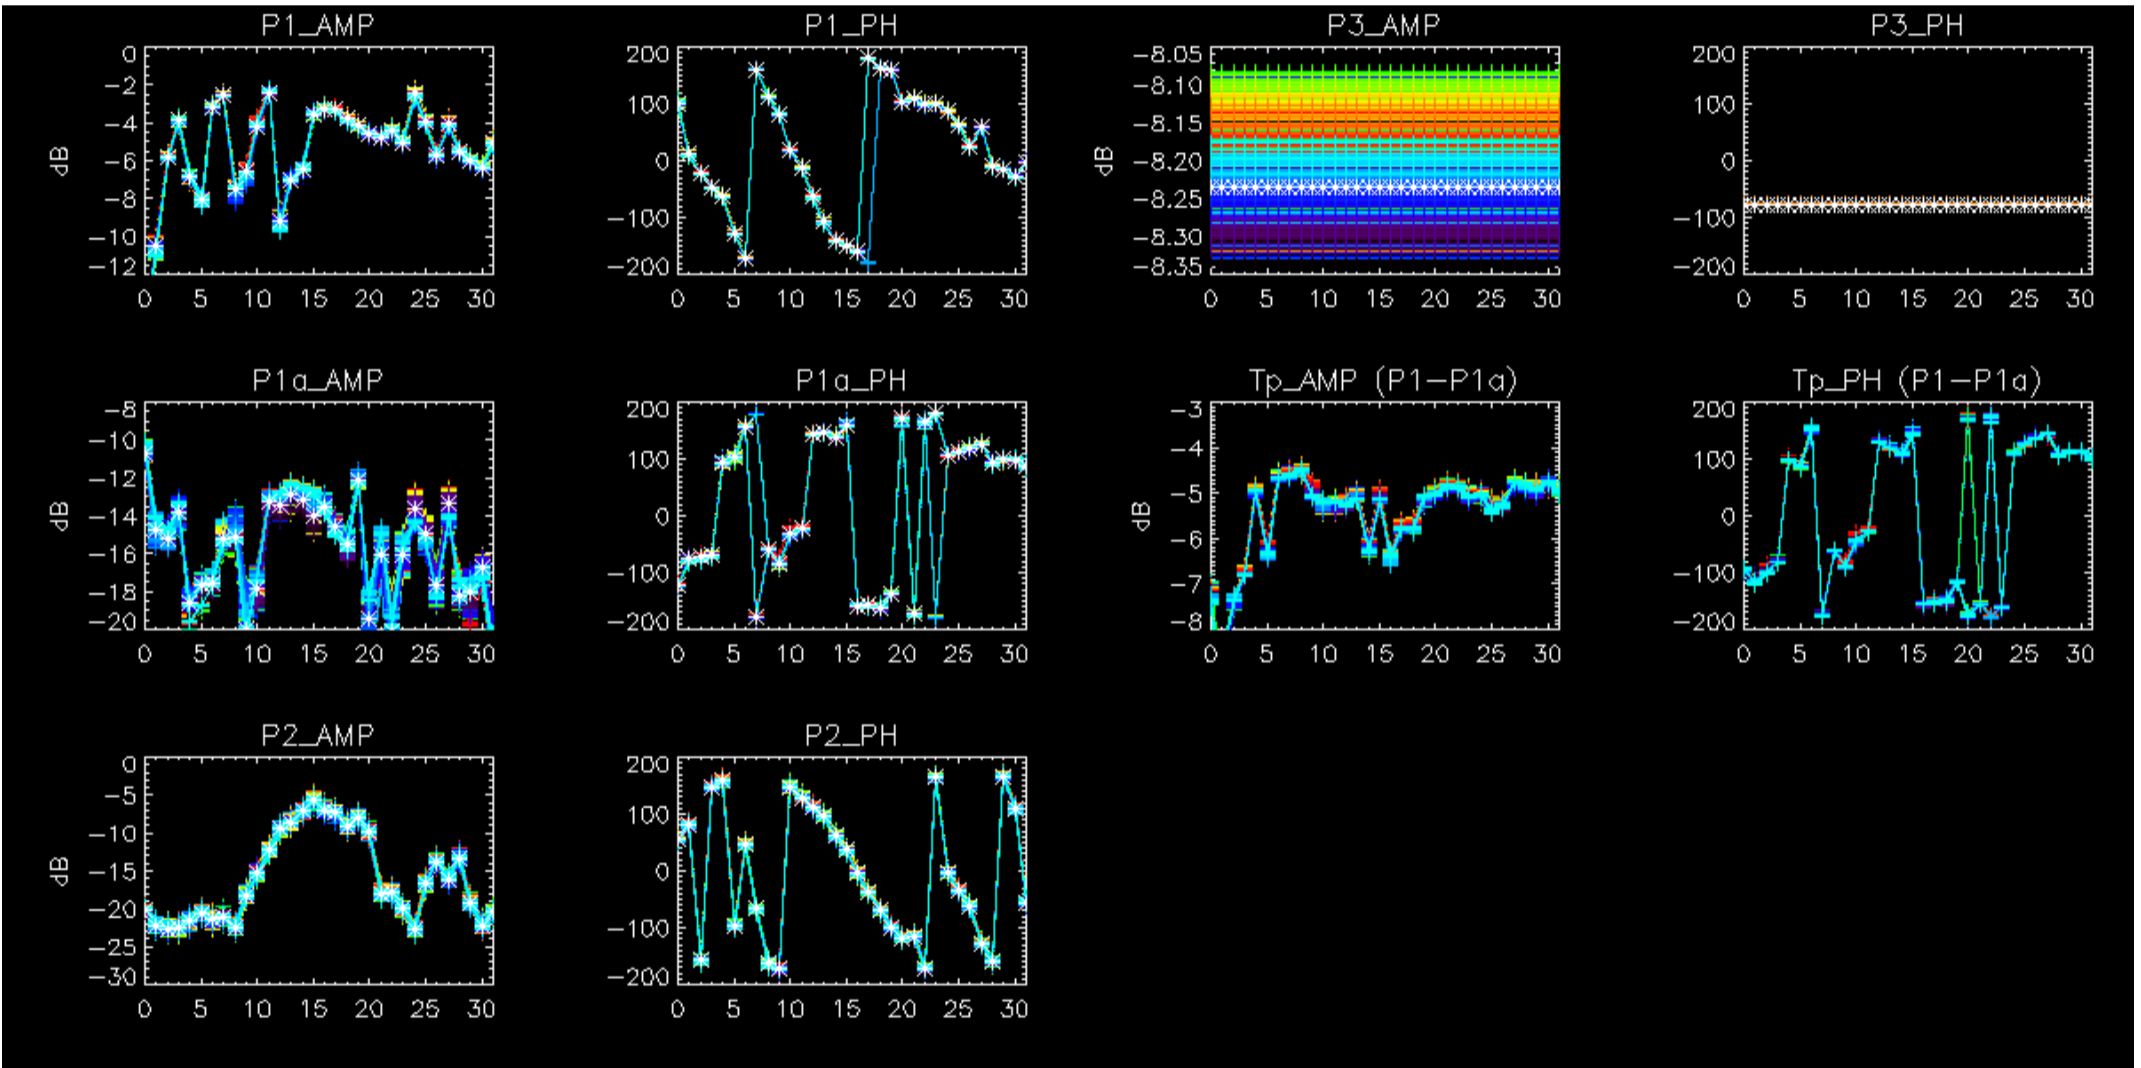 P1_AMP
dB
0
−2
−4
−6
−8
−10
−12
0 5 10 15 20 25 30
P1_PH
200
100
0
−100
−200
0 5 10 15 20 25 30
P3_AMP
dB
−8.05
−8.10
−8.15
−8.20
−8.25
−8.30
−8.35
0 5 10 15 20 25 30
P3_PH
200
100
0
−100
−200
0 5 10 15 20 25 30
P1a_AMP
dB
−8
−10
−12
−14
−16
−18
−20
0 5 10 15 20 25 30
P1a_PH
200
100
0
−100
−200
0 5 10 15 20 25 30
Tp_AMP (P1−P1a)
dB
−3
−4
−5
−6
−7
−8
0 5 10 15 20 25 30
Tp_PH (P1−P1a)
200
100
0
−100
−200
0 5 10 15 20 25 30
P2_AMP
dB
0
−5
−10
−15
−20
−25
−30
0 5 10 15 20 25 30
P2_PH
200
100
0
−100
−200
0 5 10 15 20 25 30